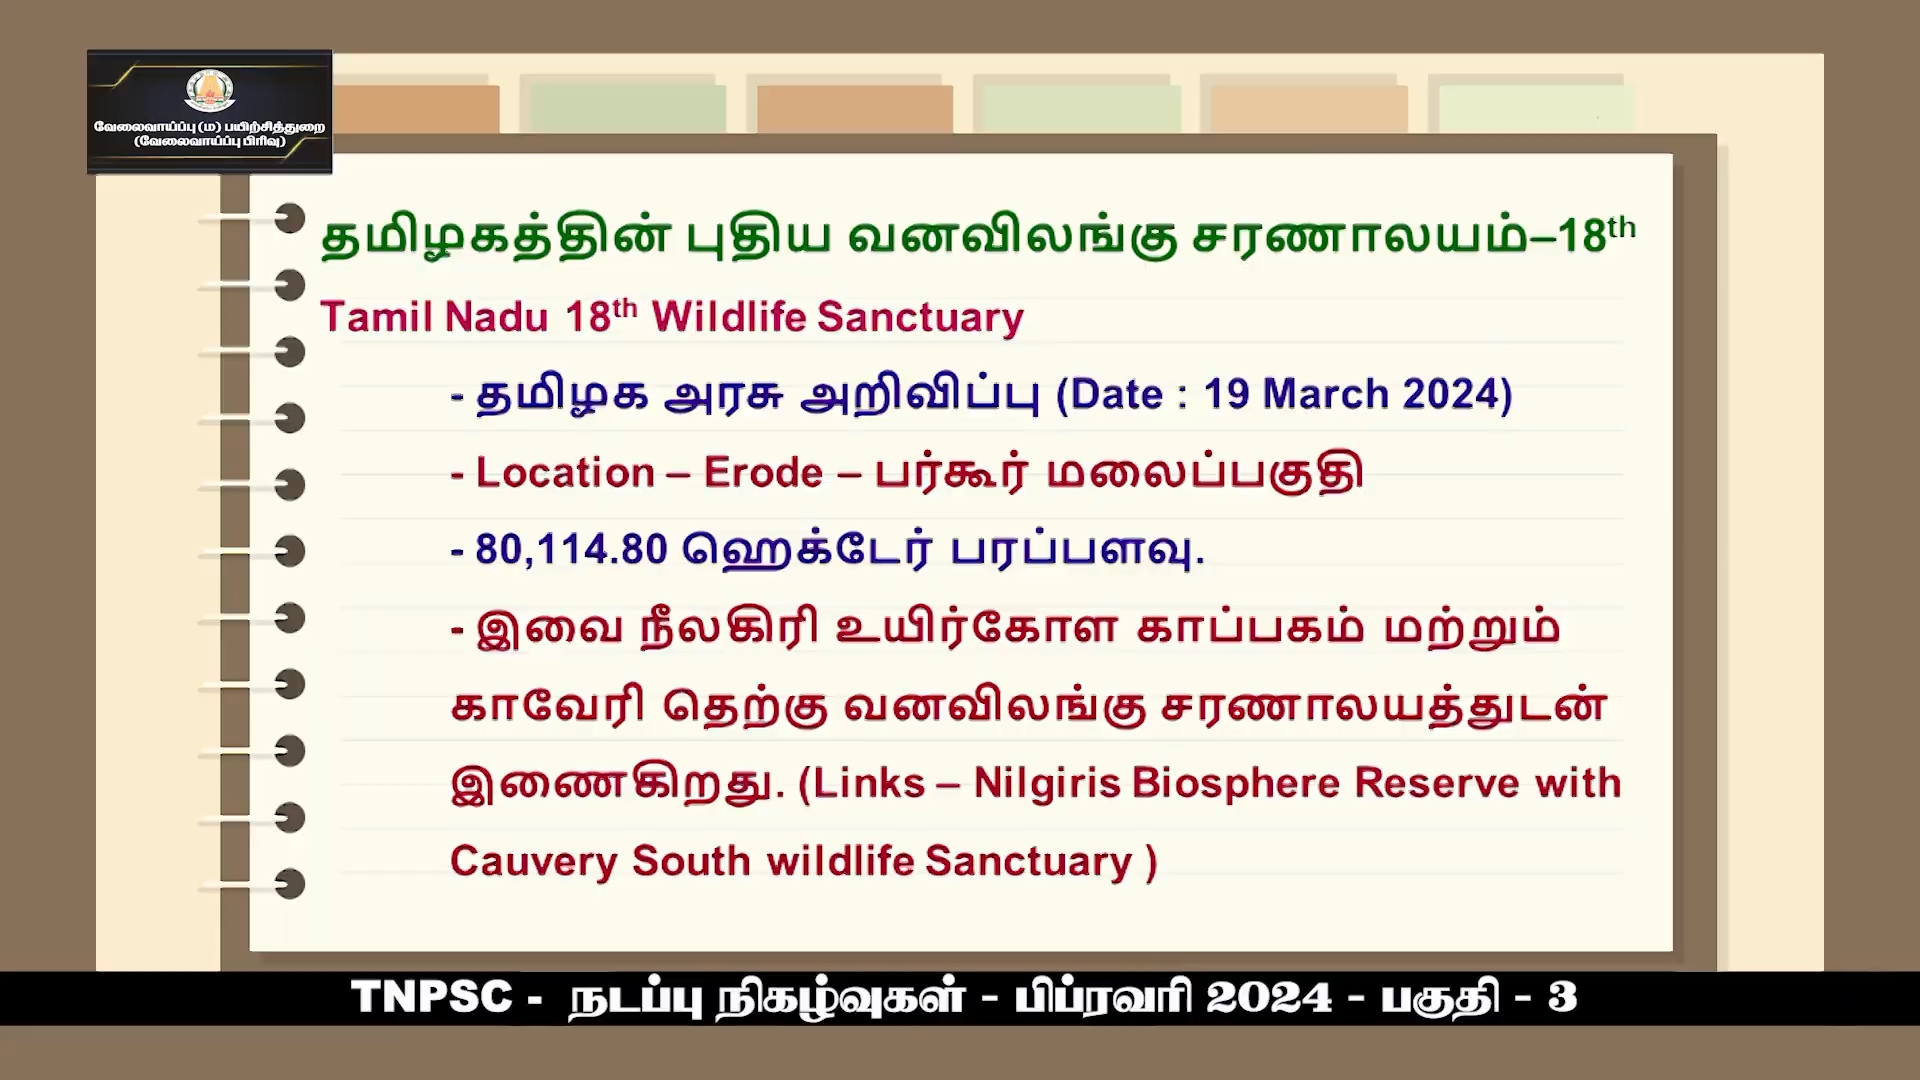 வேலைவாய்ப்பு (ம) பயிற்சித்துறை
(வேலைவாய்ப்பு பிரிவு)
தமிழகத்தின் புதிய வனவிலங்கு சரணாலயம்–18th
Tamil Nadu 18th Wildlife Sanctuary
- தமிழக அரசு அறிவிப்பு (Date : 19 March 2024)
- Location – Erode – பர்கூர் மலைப்பகுதி
- 80,114.80 ஹெக்டேர் பரப்பளவு.
- இவை நீலகிரி உயிர்கோள காப்பகம் மற்றும்
காவேரி தெற்கு வனவிலங்கு சரணாலயத்துடன்
இணைகிறது. (Links – Nilgiris Biosphere Reserve with
Cauvery South wildlife Sanctuary )
TNPSC - நடப்பு நிகழ்வுகள் - பிப்ரவரி 2024 - பகுதி - 3